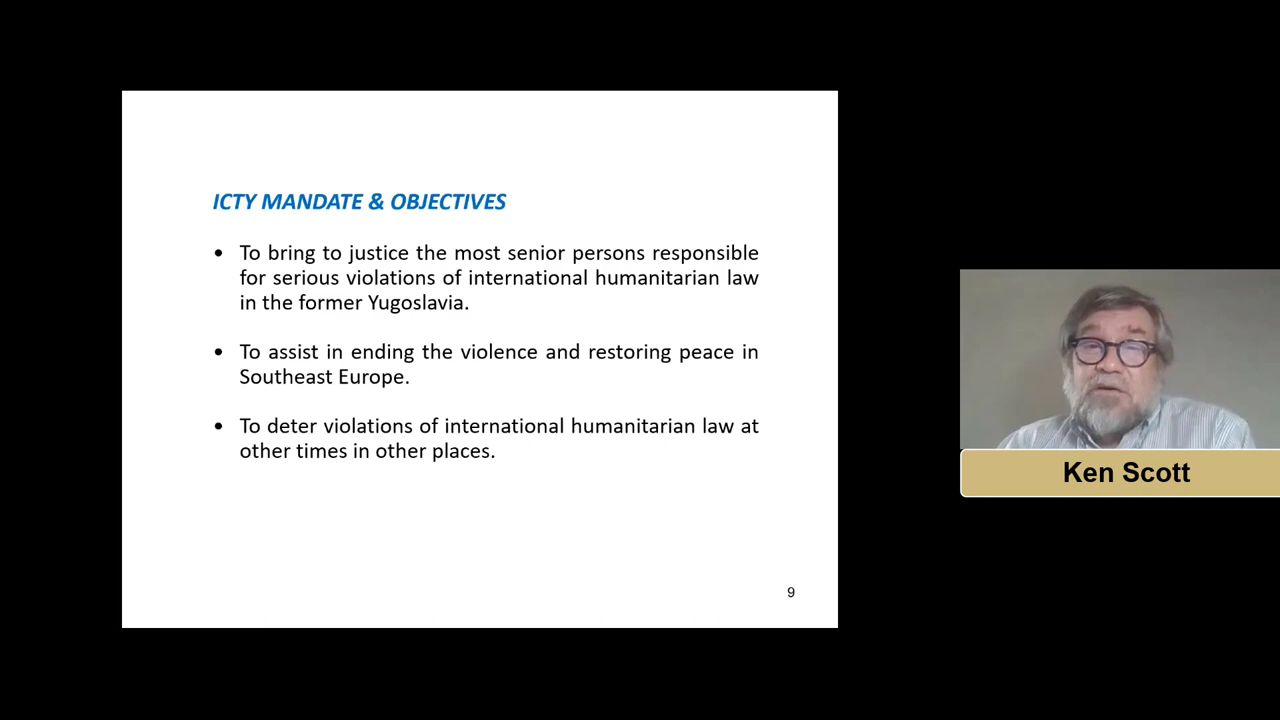 ICTY MANDATE & OBJECTIVES
• To bring to justice the most senior persons responsible
for serious violations of international humanitarian law
in the former Yugoslavia.
• To assist in ending the violence and restoring peace in
Southeast Europe.
• To deter violations of international humanitarian law at
other times in other places.
9
Ken Scott